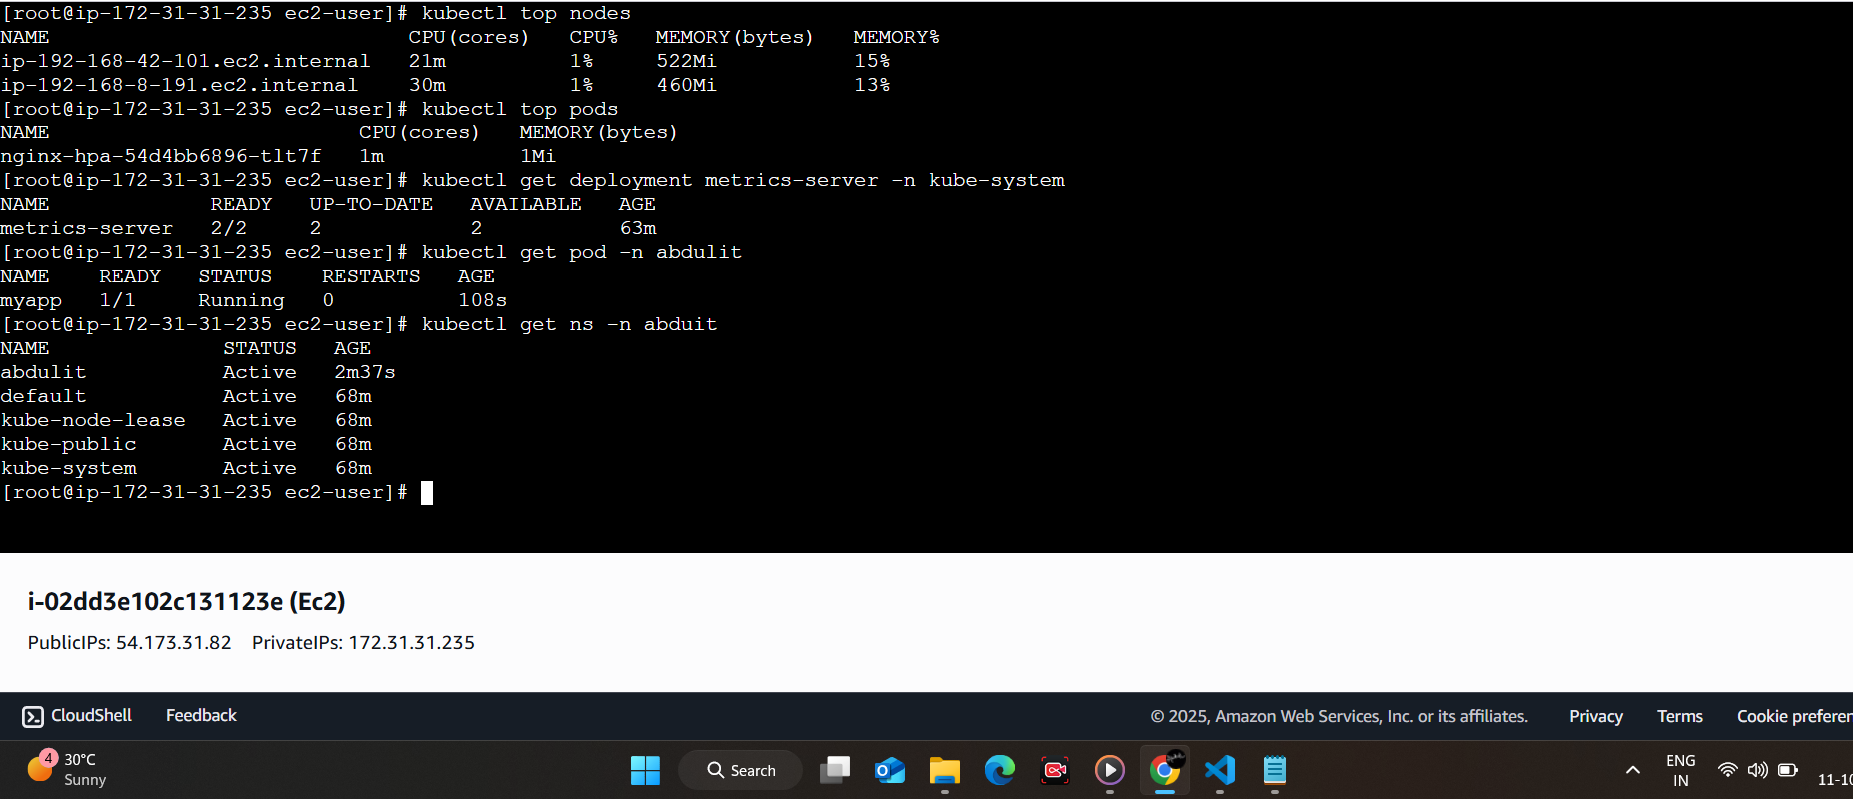 [root@ip-172-31-31-235 ec2-user]# kubectl top nodes
NAME CPU(cores) CPU% MEMORY(bytes) MEMORY%
ip-192-168-42-101.ec2.internal 21m 1% 522Mi 15%
ip-192-168-8-191.ec2.internal 30m 1% 460Mi 13%
[root@ip-172-31-31-235 ec2-user]# kubectl top pods
NAME CPU(cores) MEMORY(bytes)
nginx-hpa-54d4bb6896-tlt7f 1m 1Mi
[root@ip-172-31-31-235 ec2-user]# kubectl get deployment metrics-server -n kube-system
NAME READY UP-TO-DATE AVAILABLE AGE
metrics-server 2/2 2 2 63m
[root@ip-172-31-31-235 ec2-user]# kubectl get pod -n abdulit
NAME READY STATUS RESTARTS AGE
myapp 1/1 Running 0 108s
[root@ip-172-31-31-235 ec2-user]# kubectl get ns -n abduit
NAME STATUS AGE
abdulit Active 2m37s
default Active 68m
kube-node-lease Active 68m
kube-public Active 68m
kube-system Active 68m
[root@ip-172-31-31-235 ec2-user]#
i-02dd3e102c131123e (Ec2)
PublicIPs: 54.173.31.82 PrivateIPs: 172.31.31.235
CloudShell Feedback © 2025, Amazon Web Services, Inc. or its affiliates. Privacy Terms Cookie preferen
4 30°C
Sunny
Search
ENG
IN
11-10